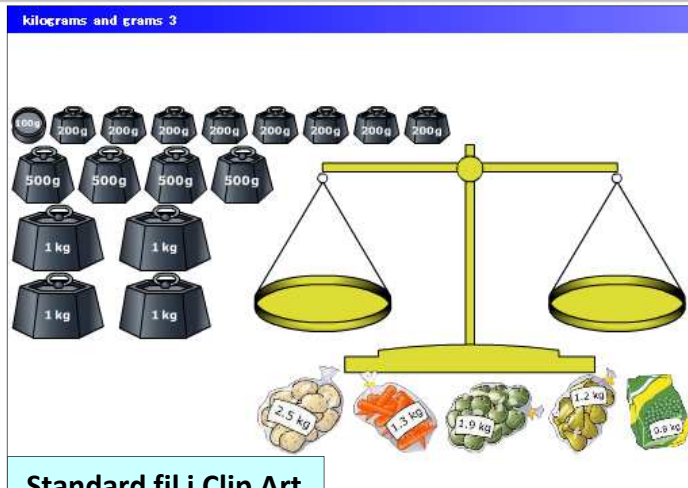 kilograms and grams 3
100g 200g 200g 200g 200g 200g 200g 200g 200g
500g 500g 500g 500g
1 kg 1 kg
1 kg 1 kg
2.5 kg 1.3 kg 1.9 kg 1.2 kg 0.9 kg
Standard fil i Clip Art